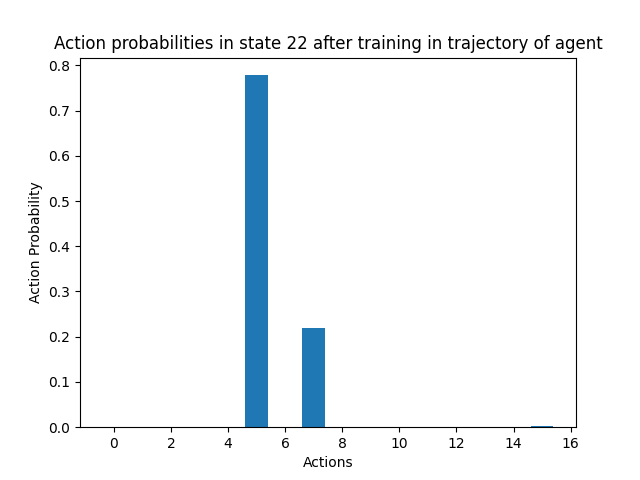 Action probabilities in state 22 after training in trajectory of agent
0.8
0.7
0.6
0.5
0.4
0.3
0.2
0.1
0.0
Action Probability
0 2 4 6 8 10 12 14 16
Actions